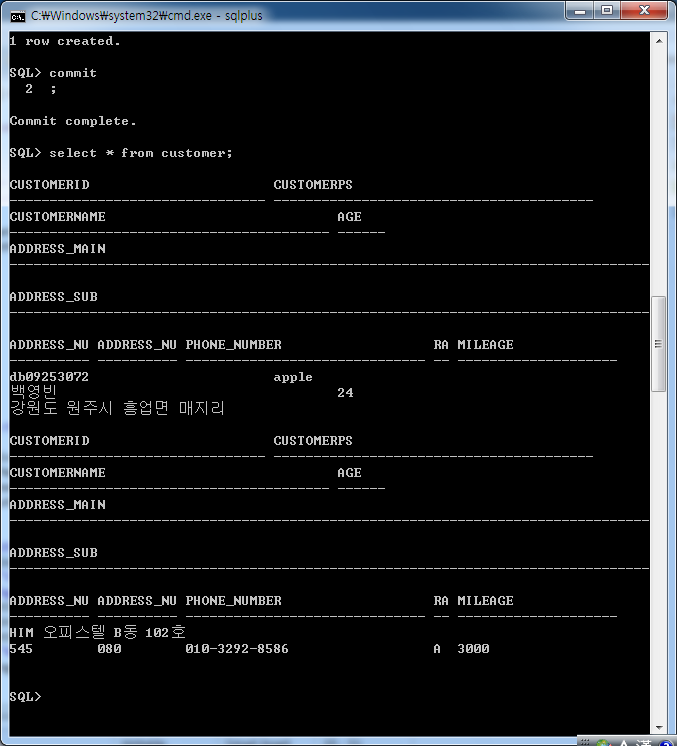 C:\Windows\system32\cmd.exe - sqlplus
1 row created.
SQL> commit
2 ;
Commit complete.
SQL> select * from customer;
CUSTOMERID CUSTOMERPS
-------------------------------- ----------------------------------------
CUSTOMERNAME AGE
---------------------------------------- ------
ADDRESS_MAIN
--------------------------------------------------------------------------------
ADDRESS_SUB
--------------------------------------------------------------------------------
ADDRESS_NU ADDRESS_NU PHONE_NUMBER RA MILEAGE
---------- ---------- ------------------------------ -- --------------------
db09253072 apple
백영빈 24
강원도 원주시 흥업면 매지리
CUSTOMERID CUSTOMERPS
-------------------------------- ----------------------------------------
CUSTOMERNAME AGE
---------------------------------------- ------
ADDRESS_MAIN
--------------------------------------------------------------------------------
ADDRESS_SUB
--------------------------------------------------------------------------------
ADDRESS_NU ADDRESS_NU PHONE_NUMBER RA MILEAGE
---------- ---------- ------------------------------ -- --------------------
HIM 오피스텔 B동 102호
545 080 010-3292-8586 A 3000
SQL>